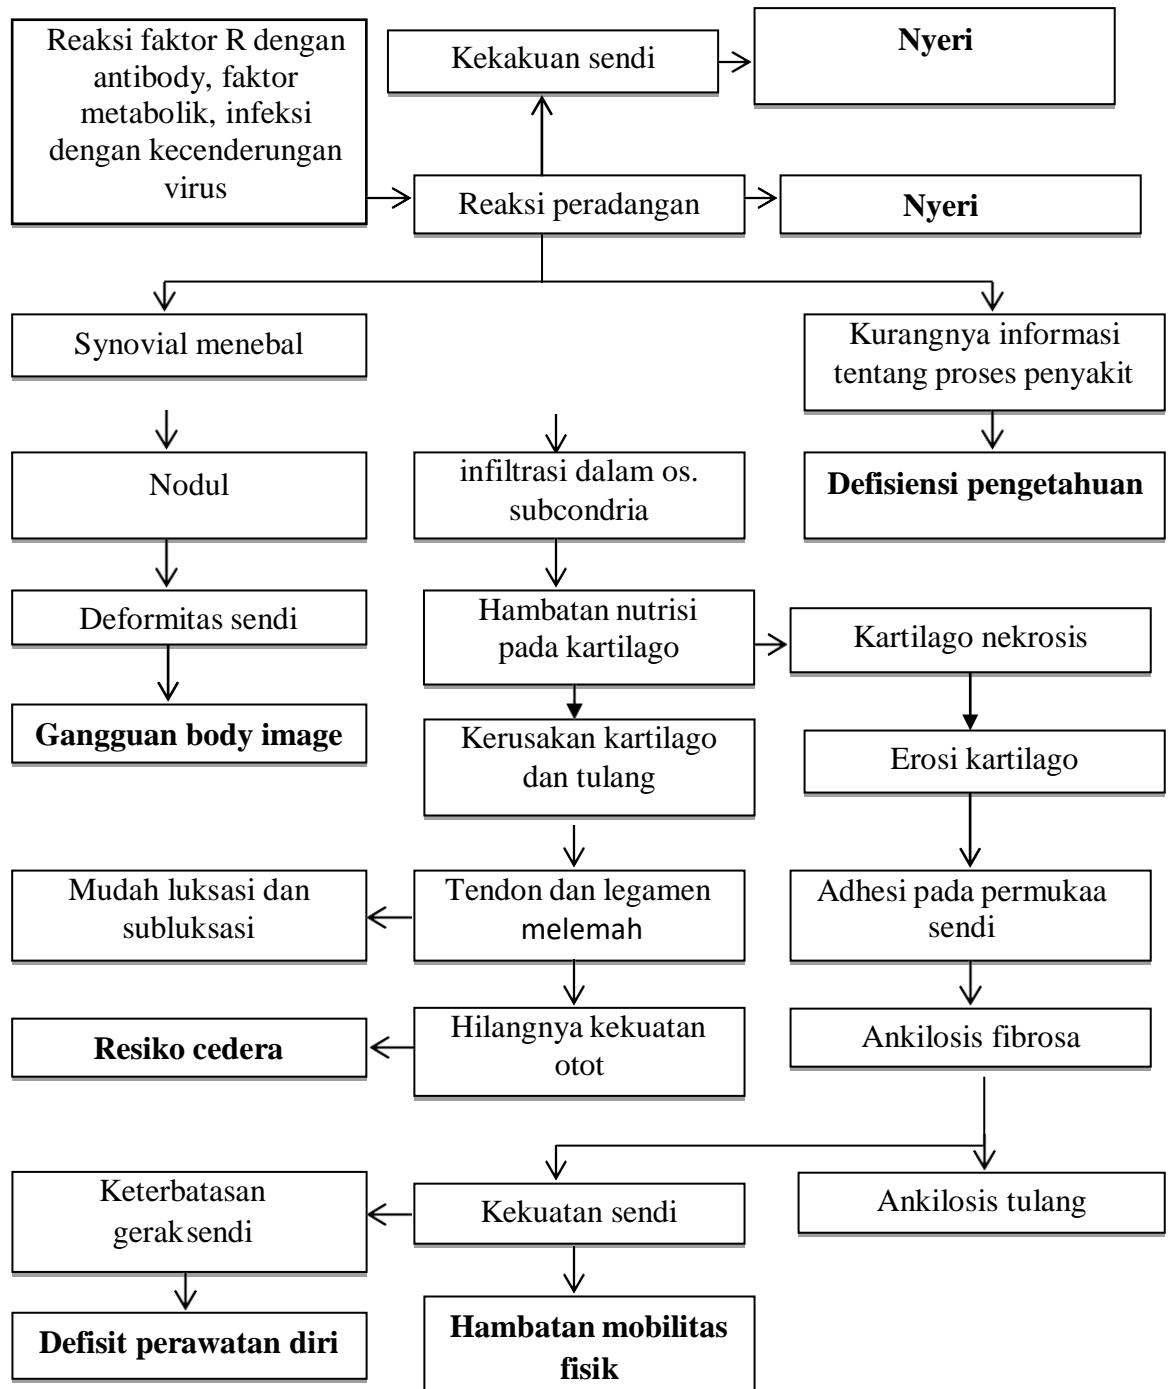 Reaksi faktor R dengan
antibody, faktor
metabolik, infeksi
dengan kecenderungan
virus
Kekakuan sendi
Nyeri
Reaksi peradangan
Nyeri
Synovial menebal
Kurangnya informasi
tentang proses penyakit
Nodul
infiltrasi dalam os.
subcondria
Defisiensi pengetahuan
Deformitas sendi
Hambatan nutrisi
pada kartilago
Kartilago nekrosis
Gangguan body image
Kerusakan kartilago
dan tulang
Erosi kartilago
Mudah luksasi dan
subluksasi
Tendon dan legamen
melemah
Adhesi pada permukaa
sendi
Resiko cedera
Hilangnya kekuatan
otot
Ankilosis fibrosa
Keterbatasan
geraksendi
Kekuatan sendi
Ankilosis tulang
Defisit perawatan diri
Hambatan mobilitas
fisik